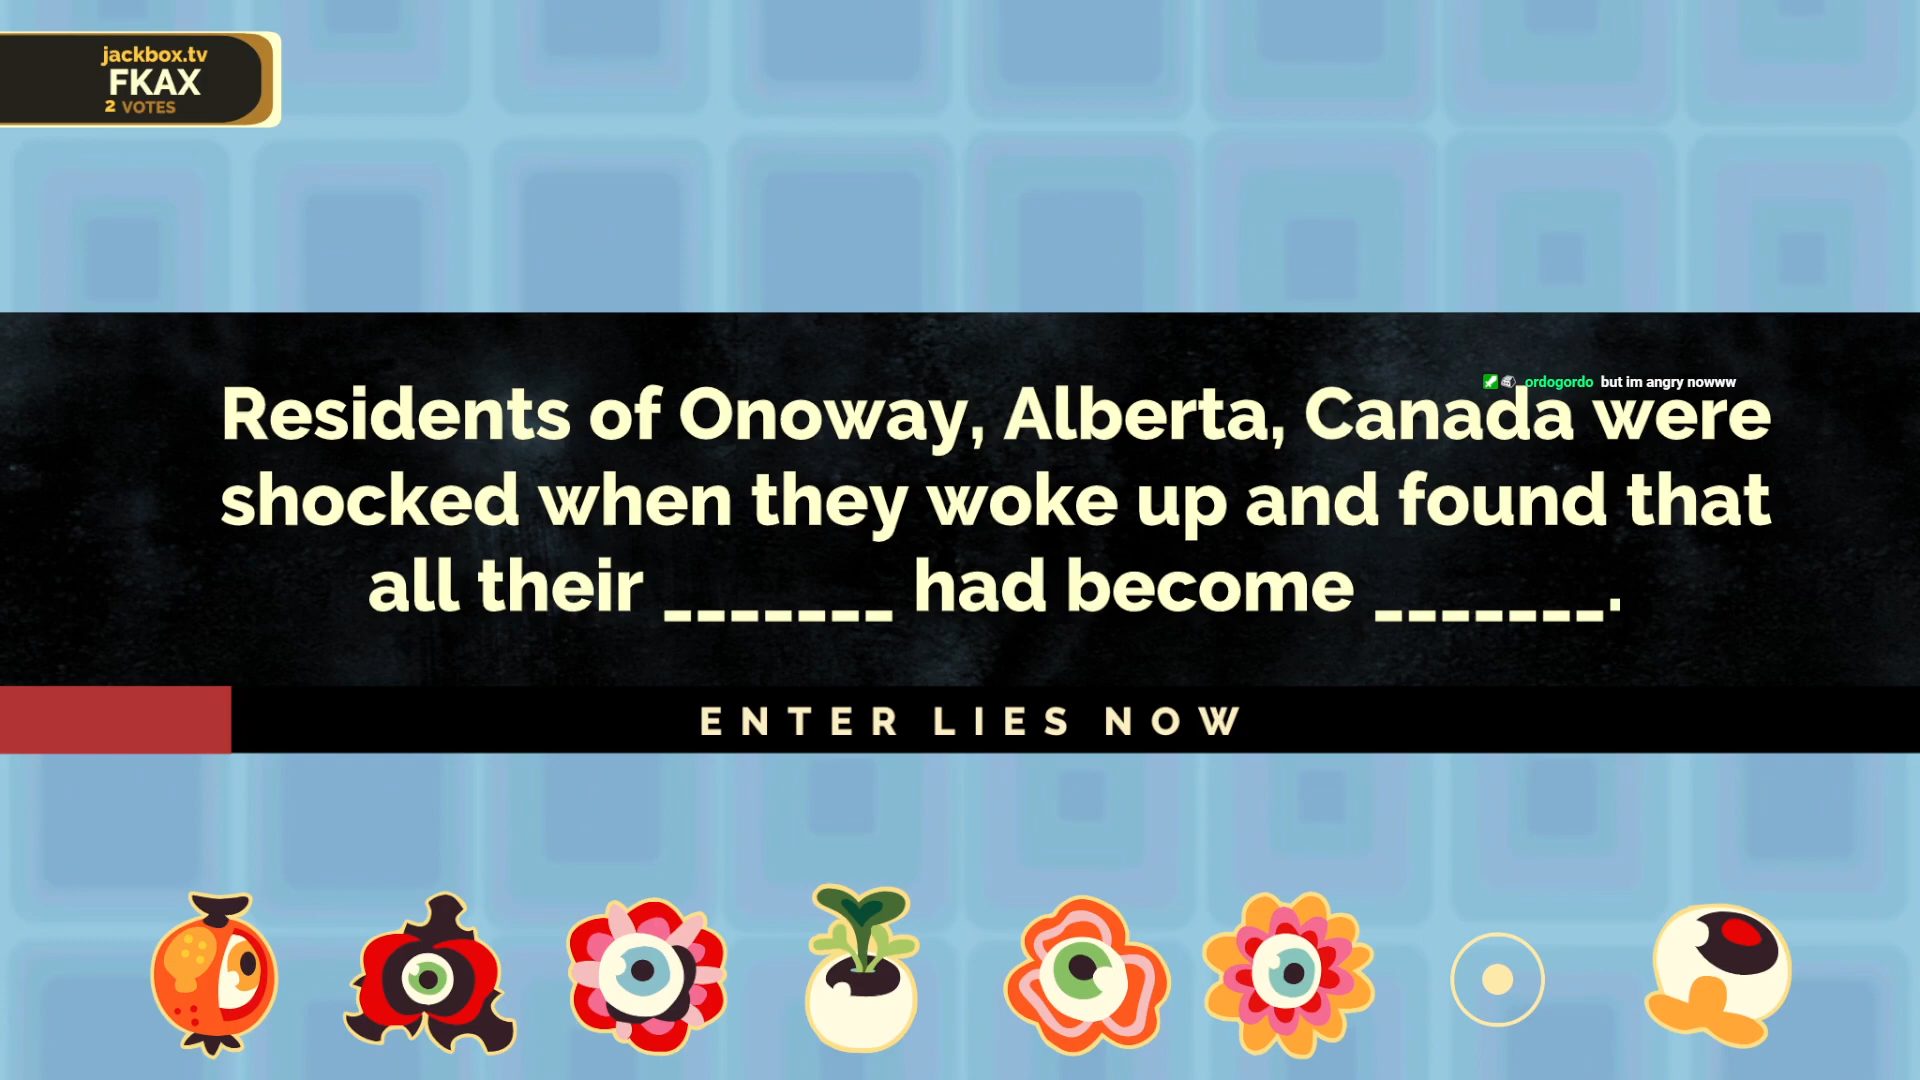 jackbox.tv
FKAX
2 VOTES
ordogordo but im angry nowww
Residents of Onoway, Alberta, Canada were
shocked when they woke up and found that
all their _______ had become _______.
ENTER LIES NOW